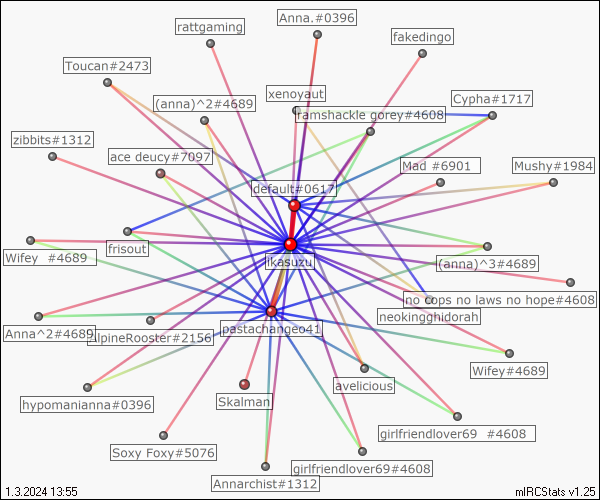 Anna.#0396
rattgaming
fakedingo
Toucan#2473
xenoyaut
Cypha#1717
(anna)^2#4689
ramshackle gorey#4608
zibbits#1312
ace deucy#7097
Mad #6901
Mushy#1984
default#0617
frisout
Wifey #4689
ikasuzu
(anna)^3#4689
no cops no laws no hope#4608
neokingghidorah
Anna^2#4689
AlpineRooster#2156
pastachangeo41
Wifey#4689
avelicious
hypomanianna#0396
Skalman
girlfriendlover69 #4608
Soxy Foxy#5076
girlfriendlover69#4608
Annarchist#1312
1.3.2024 13:55
mIRCStats v1.25